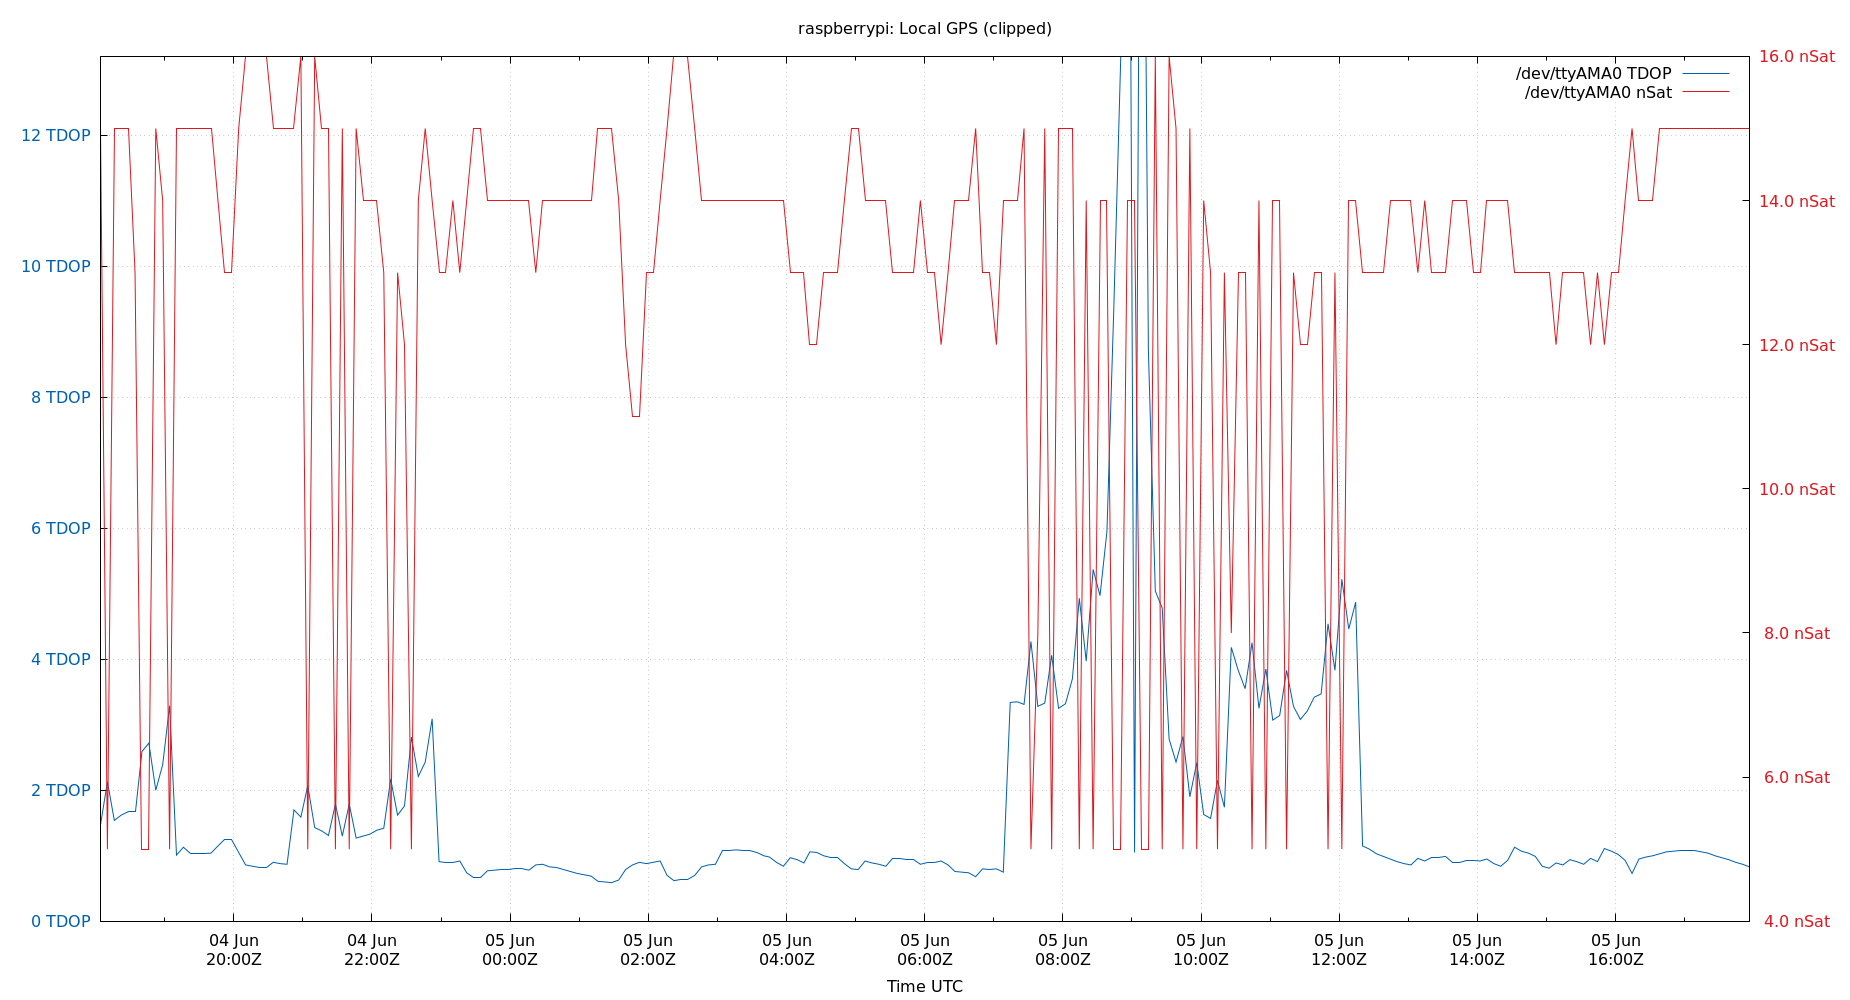 raspberrypi: Local GPS (clipped)
/dev/ttyAMA0 TDOP
/dev/ttyAMA0 nSat
12 TDOP
10 TDOP
8 TDOP
6 TDOP
4 TDOP
2 TDOP
0 TDOP
16.0 nSat
14.0 nSat
12.0 nSat
10.0 nSat
8.0 nSat
6.0 nSat
4.0 nSat
04 Jun
20:00Z
04 Jun
22:00Z
05 Jun
00:00Z
05 Jun
02:00Z
05 Jun
04:00Z
05 Jun
06:00Z
05 Jun
08:00Z
05 Jun
10:00Z
05 Jun
12:00Z
05 Jun
14:00Z
05 Jun
16:00Z
Time UTC